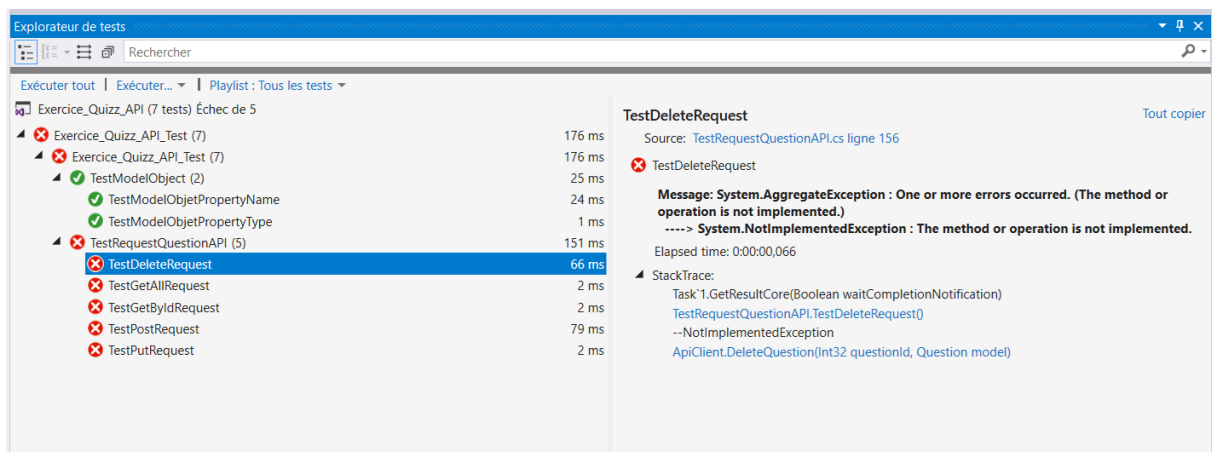 Explorateur de tests
Rechercher
Exécuter tout | Exécuter... | Playlist : Tous les tests
Exercice_Quizz_API (7 tests) Échec de 5
Exercice_Quizz_API_Test (7) 176 ms
Exercice_Quizz_API_Test (7) 176 ms
TestModelObject (2) 25 ms
TestModelObjetPropertyName 24 ms
TestModelObjetPropertyType 1 ms
TestRequestQuestionAPI (5) 151 ms
TestDeleteRequest 66 ms
TestGetAllRequest 2 ms
TestGetByIdRequest 2 ms
TestPostRequest 79 ms
TestPutRequest 2 ms
TestDeleteRequest Tout copier
Source: TestRequestQuestionAPI.cs ligne 156
TestDeleteRequest
Message: System.AggregateException : One or more errors occurred. (The method or
operation is not implemented.)
----> System.NotImplementedException : The method or operation is not implemented.
Elapsed time: 0:00:00,066
StackTrace:
Task`1.GetResultCore(Boolean waitCompletionNotification)
TestRequestQuestionAPI.TestDeleteRequest()
--NotImplementedException
ApiClient.DeleteQuestion(Int32 questionId, Question model)